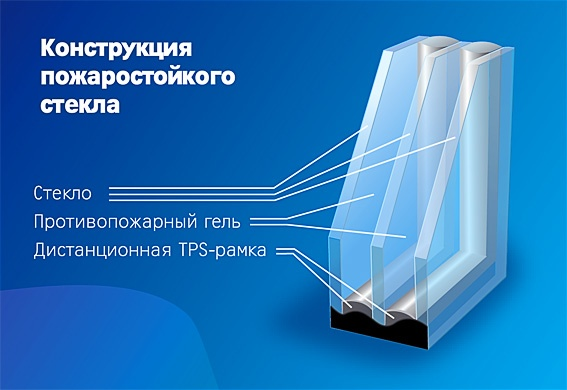 Конструкция
пожаростойкого
стекла
Стекло
Противопожарный гель
Дистанционная TPS-рамка